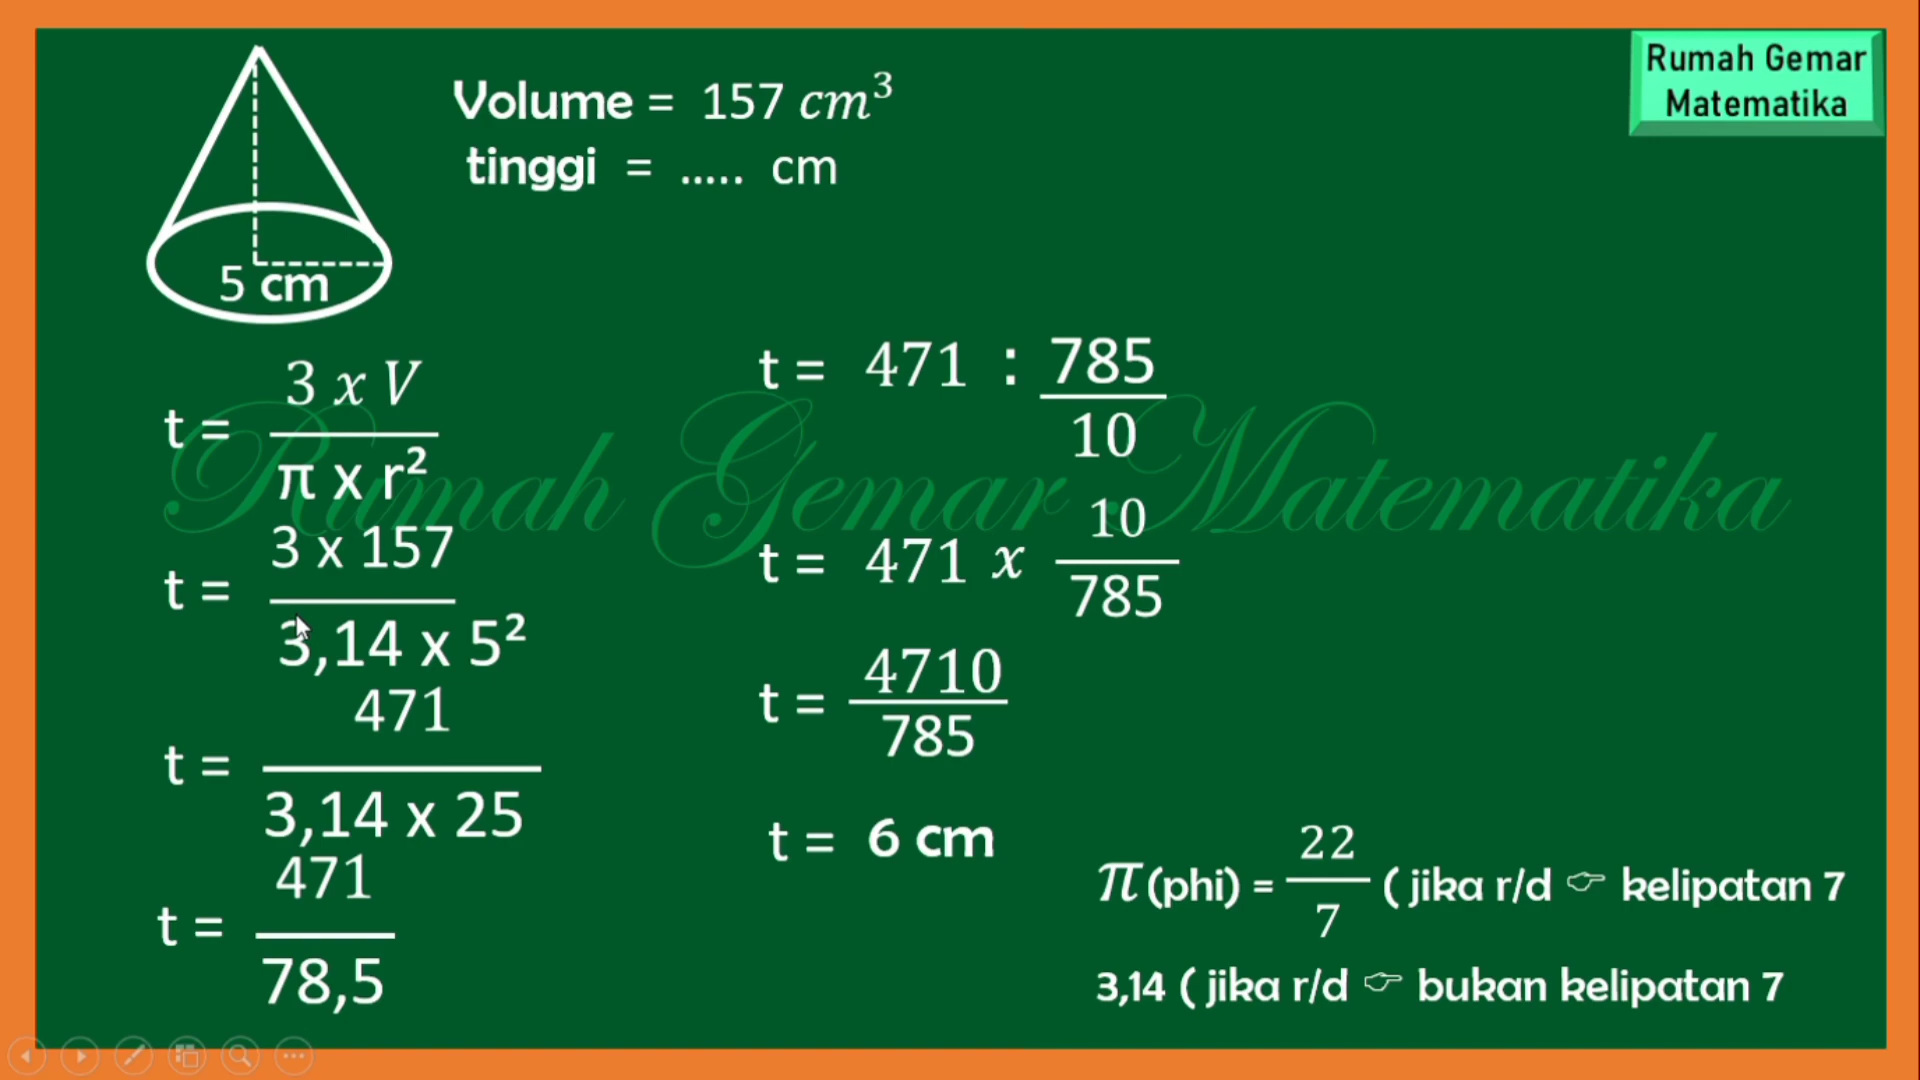 Rumah Gemar
Matematika
Volume = 157 cm³
tinggi = ..... cm
5 cm
t = 3 x V
π x r²
t = 3 x 157
3,14 x 5²
t = 471
3,14 x 25
t = 471
78,5
t = 471 : 785
10
t = 471 x 10
785
t = 4710
785
t = 6 cm
π (phi) = 22
7 ( jika r/d 👉 kelipatan 7
3,14 ( jika r/d 👉 bukan kelipatan 7
Rumah Gemar Matematika